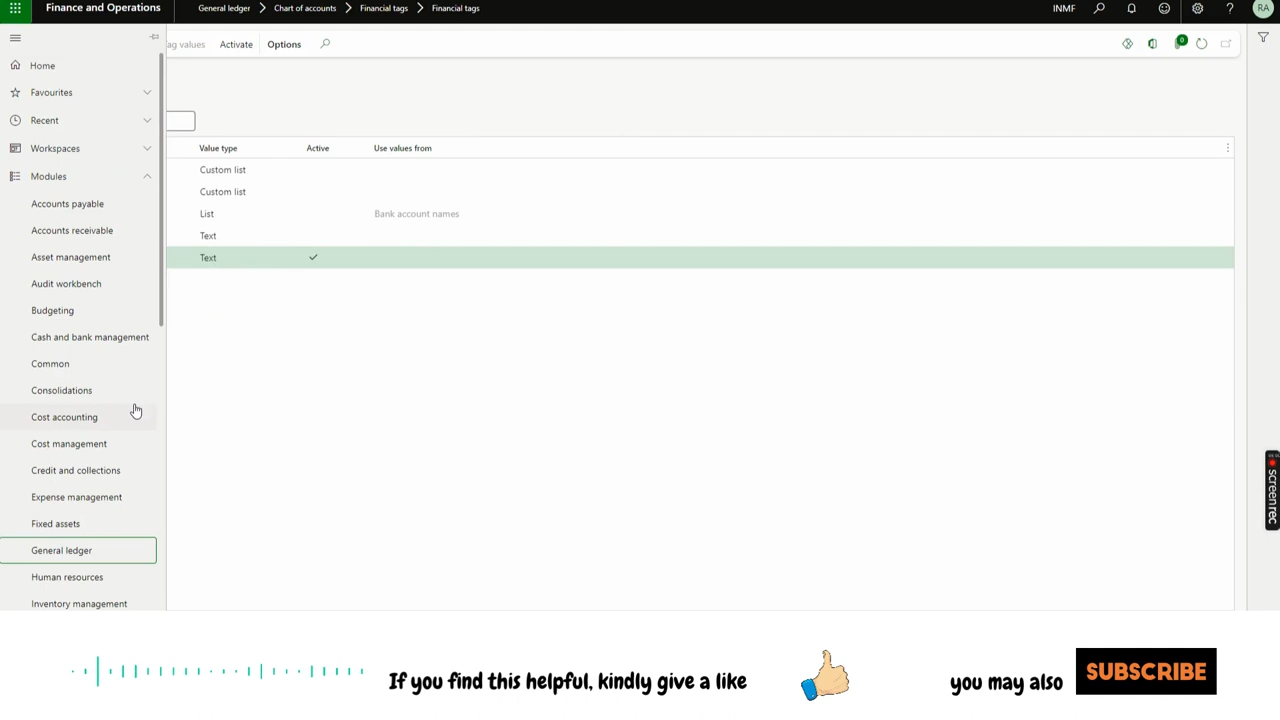 Finance and Operations
General ledger
Chart of accounts
Financial tags
Financial tags
INMF
RA
ag values
Activate
Options
0
Home
Favourites
Recent
Workspaces
Modules
Accounts payable
Accounts receivable
Asset management
Audit workbench
Budgeting
Cash and bank management
Common
Consolidations
Cost accounting
Cost management
Credit and collections
Expense management
Fixed assets
General ledger
Human resources
Inventory management
Value type Active Use values from
Custom list
Custom list
List Bank account names
Text
Text
screenrec
If you find this helpful, kindly give a like
you may also
SUBSCRIBE